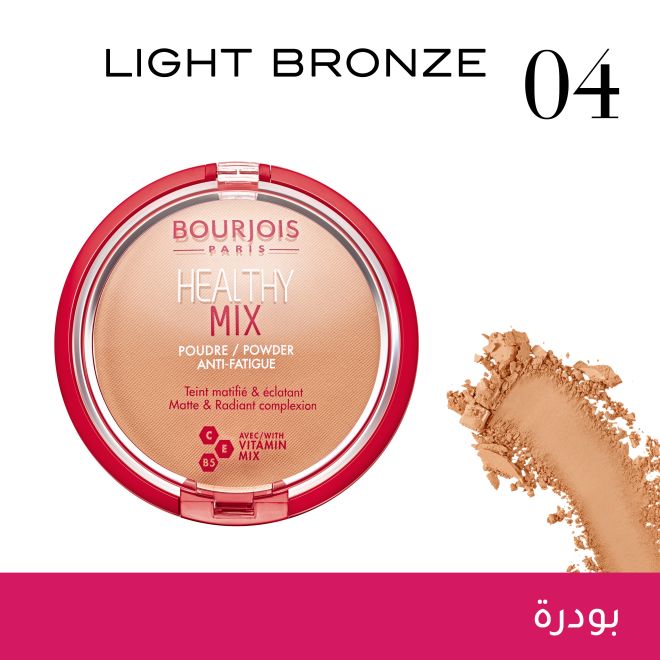 LIGHT BRONZE 04
BOURJOIS
PARIS
HEALTHY
MIX
POUDRE / POWDER
ANTI-FATIGUE
Teint matifié & éclatant
Matte & Radiant complexion
C
E
B5
AVEC/WITH
VITAMIN
MIX
بودرة